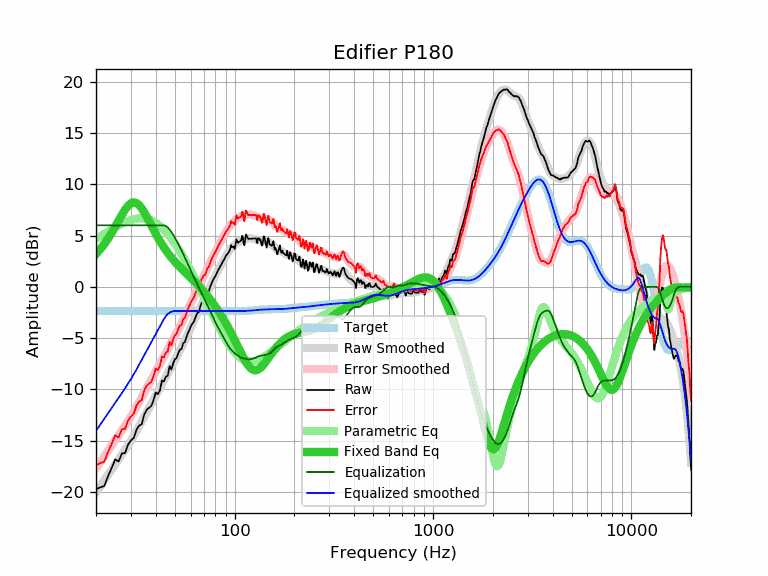 Edifier P180
Amplitude (dBr)
20
15
10
5
0
−5
−10
−15
−20
Target
Raw Smoothed
Error Smoothed
Raw
Error
Parametric Eq
Fixed Band Eq
Equalization
Equalized smoothed
100
1000
10000
Frequency (Hz)